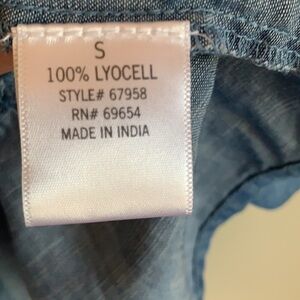 S
100% LYOCELL
STYLE# 67958
RN# 69654
MADE IN INDIA